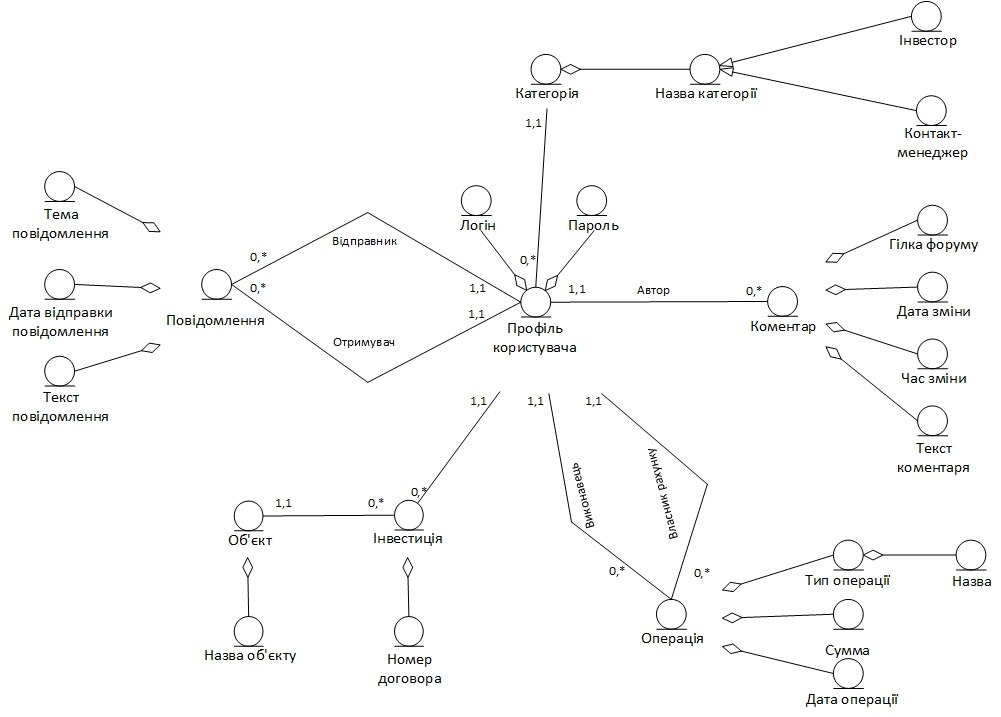 Інвестор
Категорія
Назва категорії
Контакт-
менеджер
1,1
Тема
повідомлення
Логін
Пароль
Гілка форуму
Відправник
0,*
0,*
Дата відправки
повідомлення
Повідомлення
0,*
1,1
1,1
Автор
0,*
1,1
Профіль
користувача
Коментар
Дата зміни
Отримувач
Час зміни
Текст
повідомлення
1,1
1,1
1,1
Текст
коментаря
Виконавець
Власник рахунку
1,1
0,*
0,*
Об'єкт
Інвестиція
0,*
0,*
Тип операції
Назва
Операція
Сумма
Назва об'єкту
Номер
договора
Дата операції